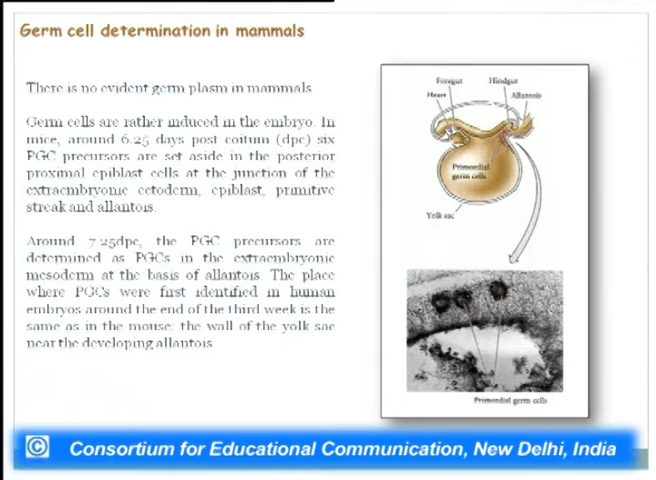 Germ cell determination in mammals
There is no evident germ plasm in mammals
Germ cells are rather induced in the embryo. In
mice, around 6.25 days post coitum (dpc) six
PGC precursors are set aside in the posterior
proximal epiblast cells at the junction of the
extraembryonic ectoderm, epiblast, primitive
streak and allantois.
Around 7.25dpc, the PGC precursors are
determined as PGCs in the extraembryonic
mesoderm at the basis of allantois. The place
where PGCs were first identified in human
embryos around the end of the third week is the
same as in the mouse: the wall of the yolk sac
near the developing allantois
Foregut
Hindgut
Heart
Allantois
Primordial
germ cells
Yolk sac
Primordial germ cells
© Consortium for Educational Communication, New Delhi, India